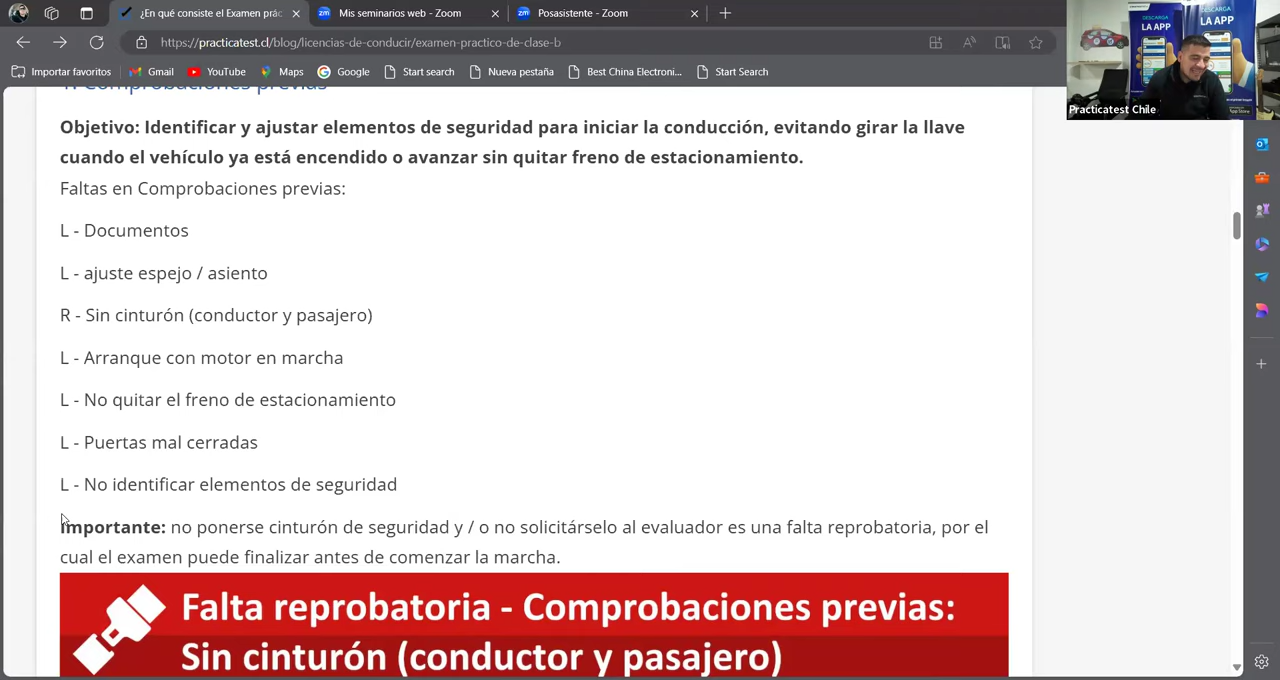 ¿En qué consiste el Examen prác
Mis seminarios web - Zoom
Posasistente - Zoom
https://practicatest.cl/blog/licencias-de-conducir/examen-practico-de-clase-b
Importar favoritos
Gmail
YouTube
Maps
Google
Start search
Nueva pestaña
Best China Electroni...
Start Search
DESCARGA
LA APP
DESCARGA
LA APP
Practicatest Chile
1. Comprobaciones previas
Objetivo: Identificar y ajustar elementos de seguridad para iniciar la conducción, evitando girar la llave
cuando el vehículo ya está encendido o avanzar sin quitar freno de estacionamiento.
Faltas en Comprobaciones previas:
L - Documentos
L - ajuste espejo / asiento
R - Sin cinturón (conductor y pasajero)
L - Arranque con motor en marcha
L - No quitar el freno de estacionamiento
L - Puertas mal cerradas
L - No identificar elementos de seguridad
Importante: no ponerse cinturón de seguridad y / o no solicitárselo al evaluador es una falta reprobatoria, por el
cual el examen puede finalizar antes de comenzar la marcha.
Falta reprobatoria - Comprobaciones previas:
Sin cinturón (conductor y pasajero)